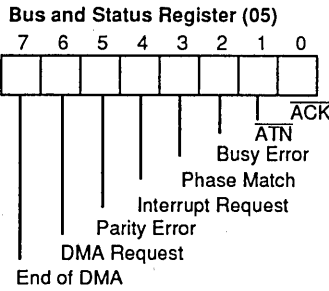 Bus and Status Register (05)
7 6 5 4 3 2 1 0
ACK
ATN
Busy Error
Phase Match
Interrupt Request
Parity Error
DMA Request
End of DMA